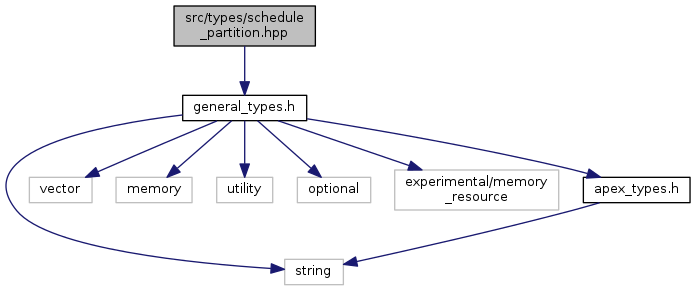 src/types/schedule
_partition.hpp
general_types.h
vector
memory
utility
optional
experimental/memory
_resource
apex_types.h
string